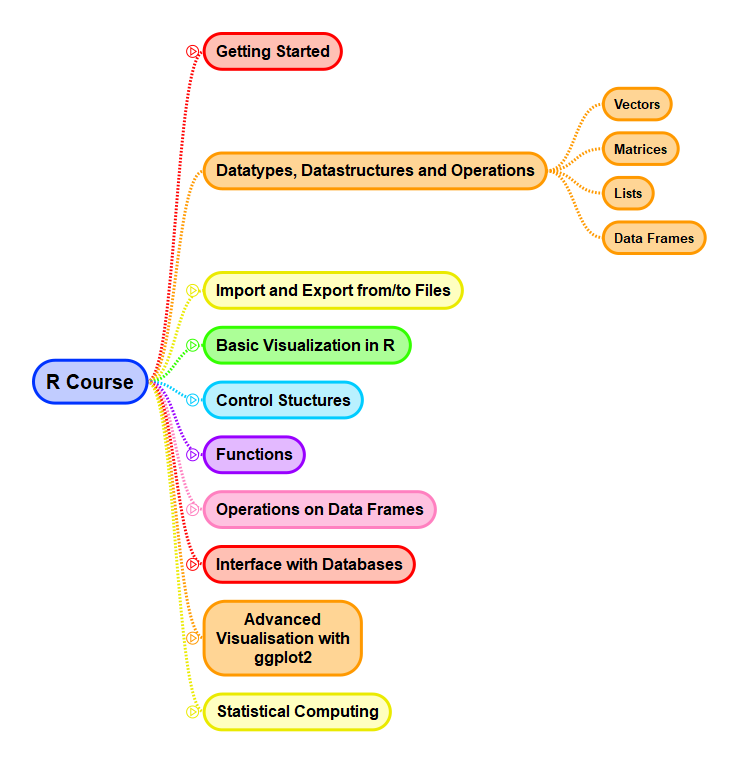 Getting Started
Vectors
Datatypes, Datastructures and Operations
Matrices
Lists
Data Frames
Import and Export from/to Files
Basic Visualization in R
R Course
Control Stuctures
Functions
Operations on Data Frames
Interface with Databases
Advanced
Visualisation with
ggplot2
Statistical Computing